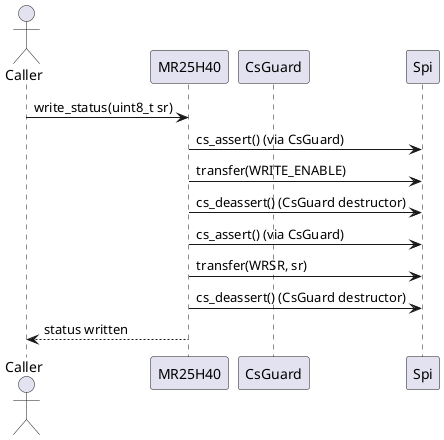 Caller
MR25H40
CsGuard
Spi
write_status(uint8_t sr)
cs_assert() (via CsGuard)
transfer(WRITE_ENABLE)
cs_deassert() (CsGuard destructor)
cs_assert() (via CsGuard)
transfer(WRSR, sr)
cs_deassert() (CsGuard destructor)
status written
Caller
MR25H40
CsGuard
Spi